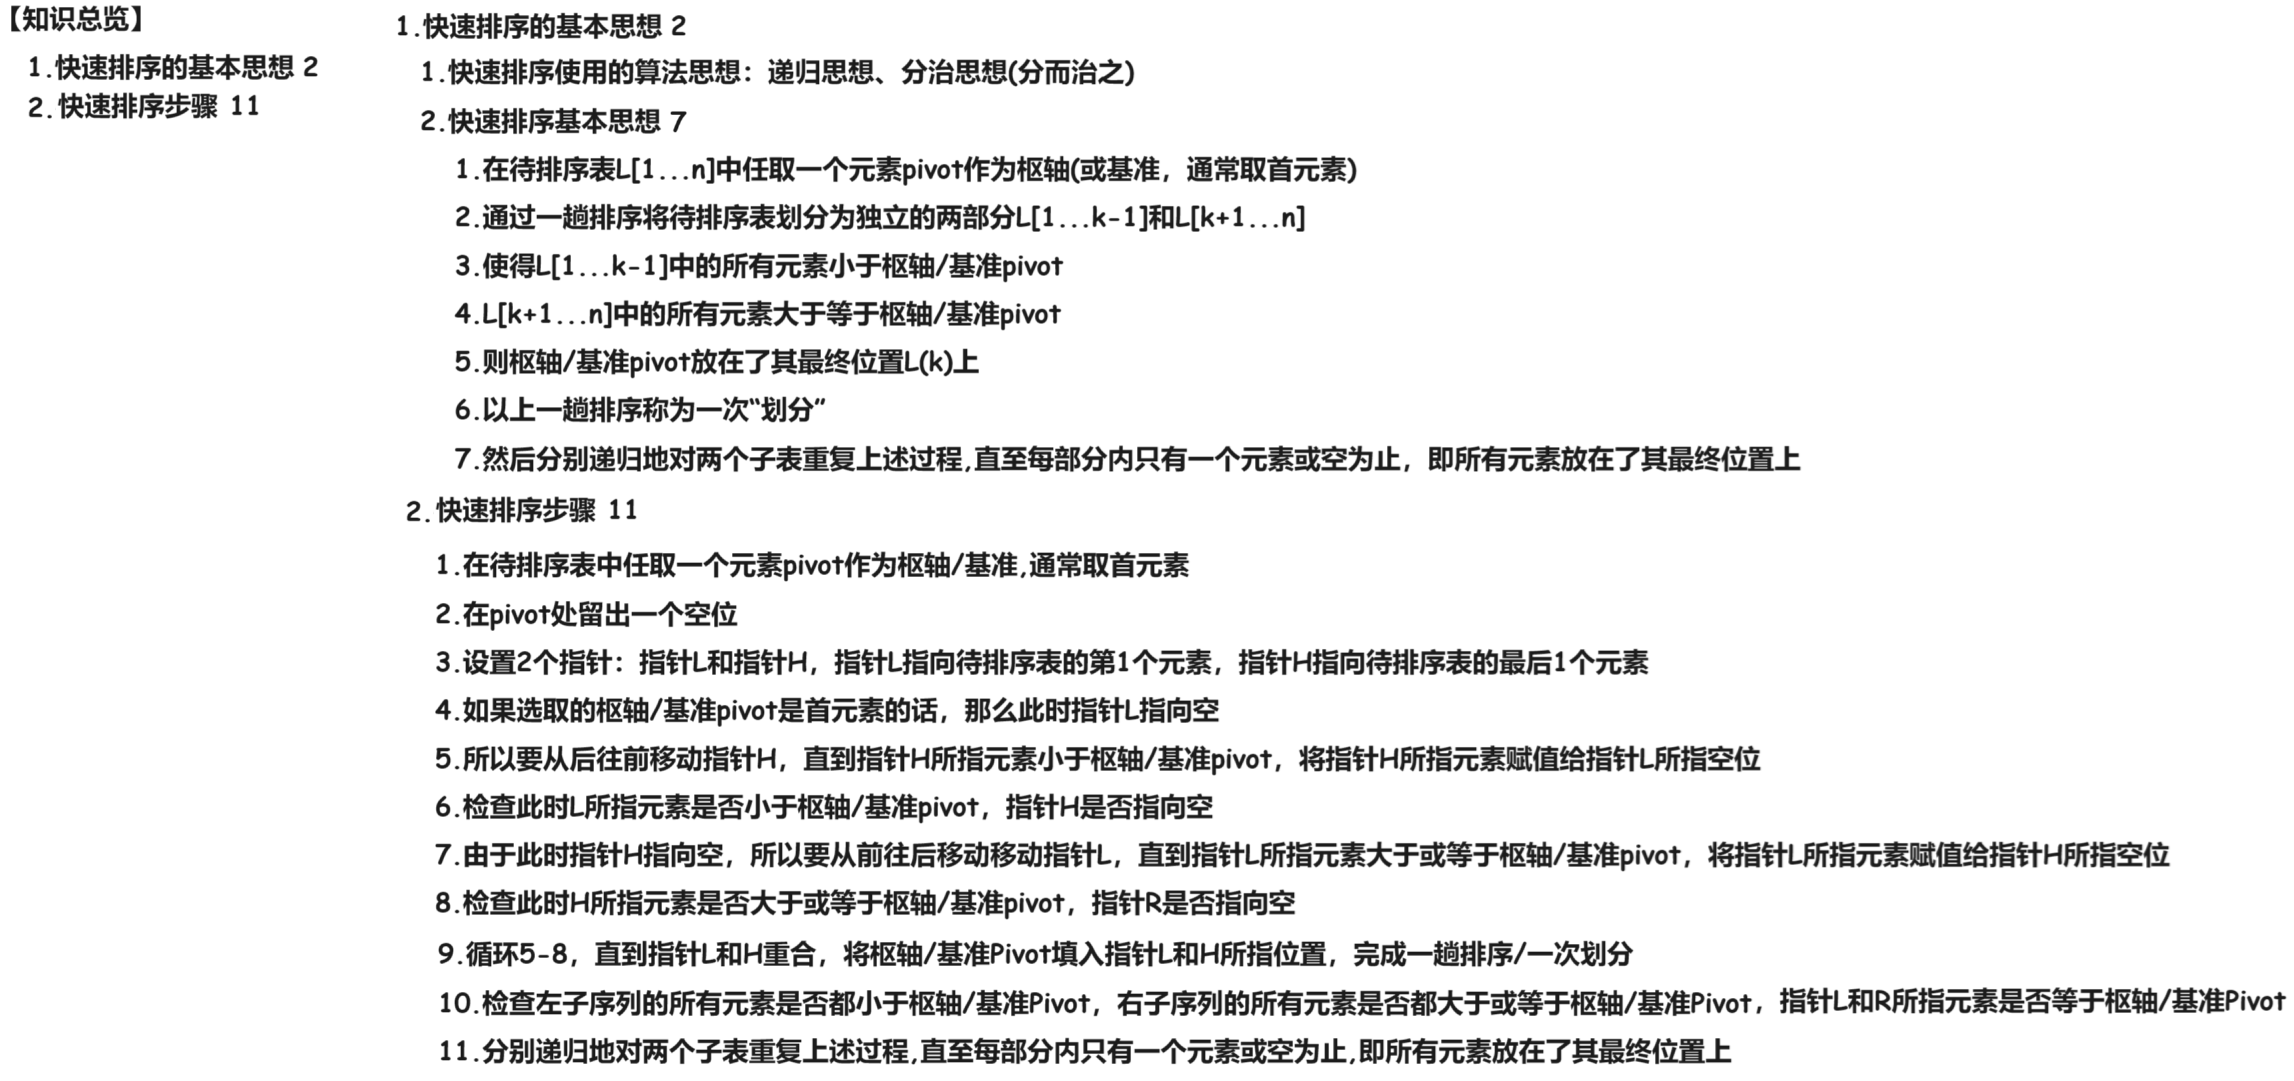 【知识总览】
1.快速排序的基本思想 2
2.快速排序步骤 11
1.快速排序的基本思想 2
1.快速排序使用的算法思想：递归思想、分治思想(分而治之)
2.快速排序基本思想 7
1.在待排序表L[1...n]中任取一个元素pivot作为枢轴(或基准，通常取首元素)
2.通过一趟排序将待排序表划分为独立的两部分L[1...k-1]和L[k+1...n]
3.使得L[1...k-1]中的所有元素小于枢轴/基准pivot
4.L[k+1...n]中的所有元素大于等于枢轴/基准pivot
5.则枢轴/基准pivot放在了其最终位置L(k)上
6.以上一趟排序称为一次“划分”
7.然后分别递归地对两个子表重复上述过程,直至每部分内只有一个元素或空为止，即所有元素放在了其最终位置上
2.快速排序步骤 11
1.在待排序表中任取一个元素pivot作为枢轴/基准,通常取首元素
2.在pivot处留出一个空位
3.设置2个指针：指针L和指针H，指针L指向待排序表的第1个元素，指针H指向待排序表的最后1个元素
4.如果选取的枢轴/基准pivot是首元素的话，那么此时指针L指向空
5.所以要从后往前移动指针H，直到指针H所指元素小于枢轴/基准pivot，将指针H所指元素赋值给指针L所指空位
6.检查此时L所指元素是否小于枢轴/基准pivot，指针H是否指向空
7.由于此时指针H指向空，所以要从前往后移动移动指针L，直到指针L所指元素大于或等于枢轴/基准pivot，将指针L所指元素赋值给指针H所指空位
8.检查此时H所指元素是否大于或等于枢轴/基准pivot，指针R是否指向空
9.循环5-8，直到指针L和H重合，将枢轴/基准Pivot填入指针L和H所指位置，完成一趟排序/一次划分
10.检查左子序列的所有元素是否都小于枢轴/基准Pivot，右子序列的所有元素是否都大于或等于枢轴/基准Pivot，指针L和R所指元素是否等于枢轴/基准Pivot
11.分别递归地对两个子表重复上述过程,直至每部分内只有一个元素或空为止,即所有元素放在了其最终位置上